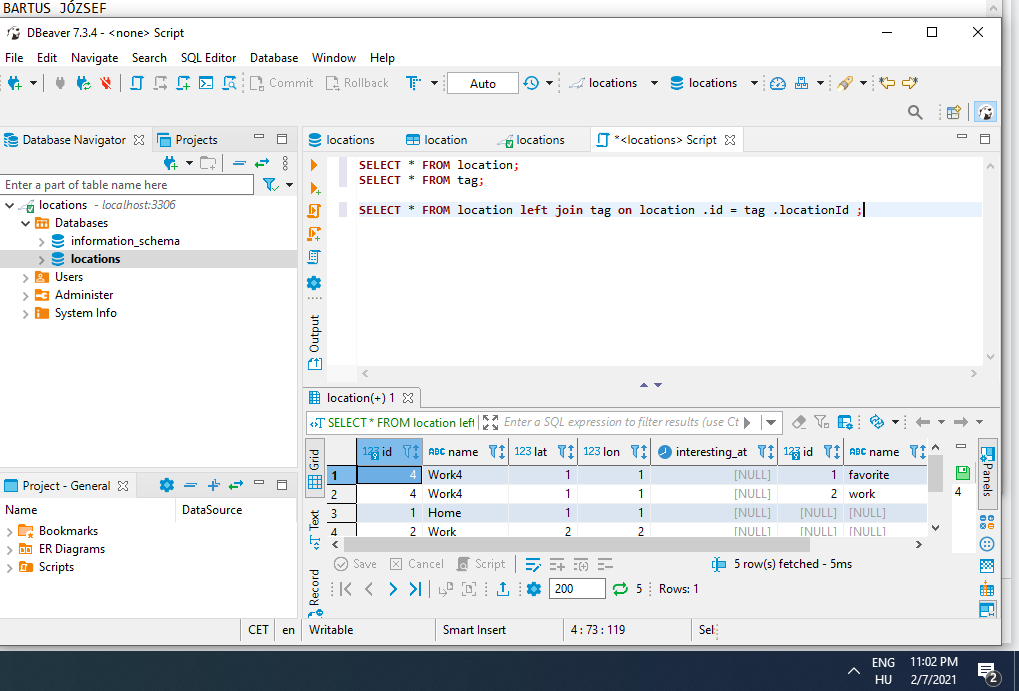 BARTUS JÓZSEF
DBeaver 7.3.4 - <none> Script
File Edit Navigate Search SQL Editor Database Window Help
Commit Rollback Auto locations locations
Database Navigator Projects
locations location locations *<locations> Script
Enter a part of table name here
locations - localhost:3306
Databases
information_schema
locations
Users
Administer
System Info
SELECT * FROM location;
SELECT * FROM tag;
SELECT * FROM location left join tag on location .id = tag .locationId ;
Output
location(+) 1
SELECT * FROM location left Enter a SQL expression to filter results (use Ct
Grid
Text
Record
123 id ABC name 123 lat 123 lon interesting_at 123 id ABC name
1 4 Work4 1 1 [NULL] 1 favorite
2 4 Work4 1 1 [NULL] 2 work
3 1 Home 1 1 [NULL] [NULL] [NULL]
4 2 Work 2 2 [NULL] [NULL] [NULL]
4
Panels
Save Cancel Script 5 row(s) fetched - 5ms
200 5 Rows: 1
Project - General
Name DataSource
Bookmarks
ER Diagrams
Scripts
CET en Writable Smart Insert 4 : 73 : 119 Sel
ENG 11:02 PM
HU 2/7/2021
2